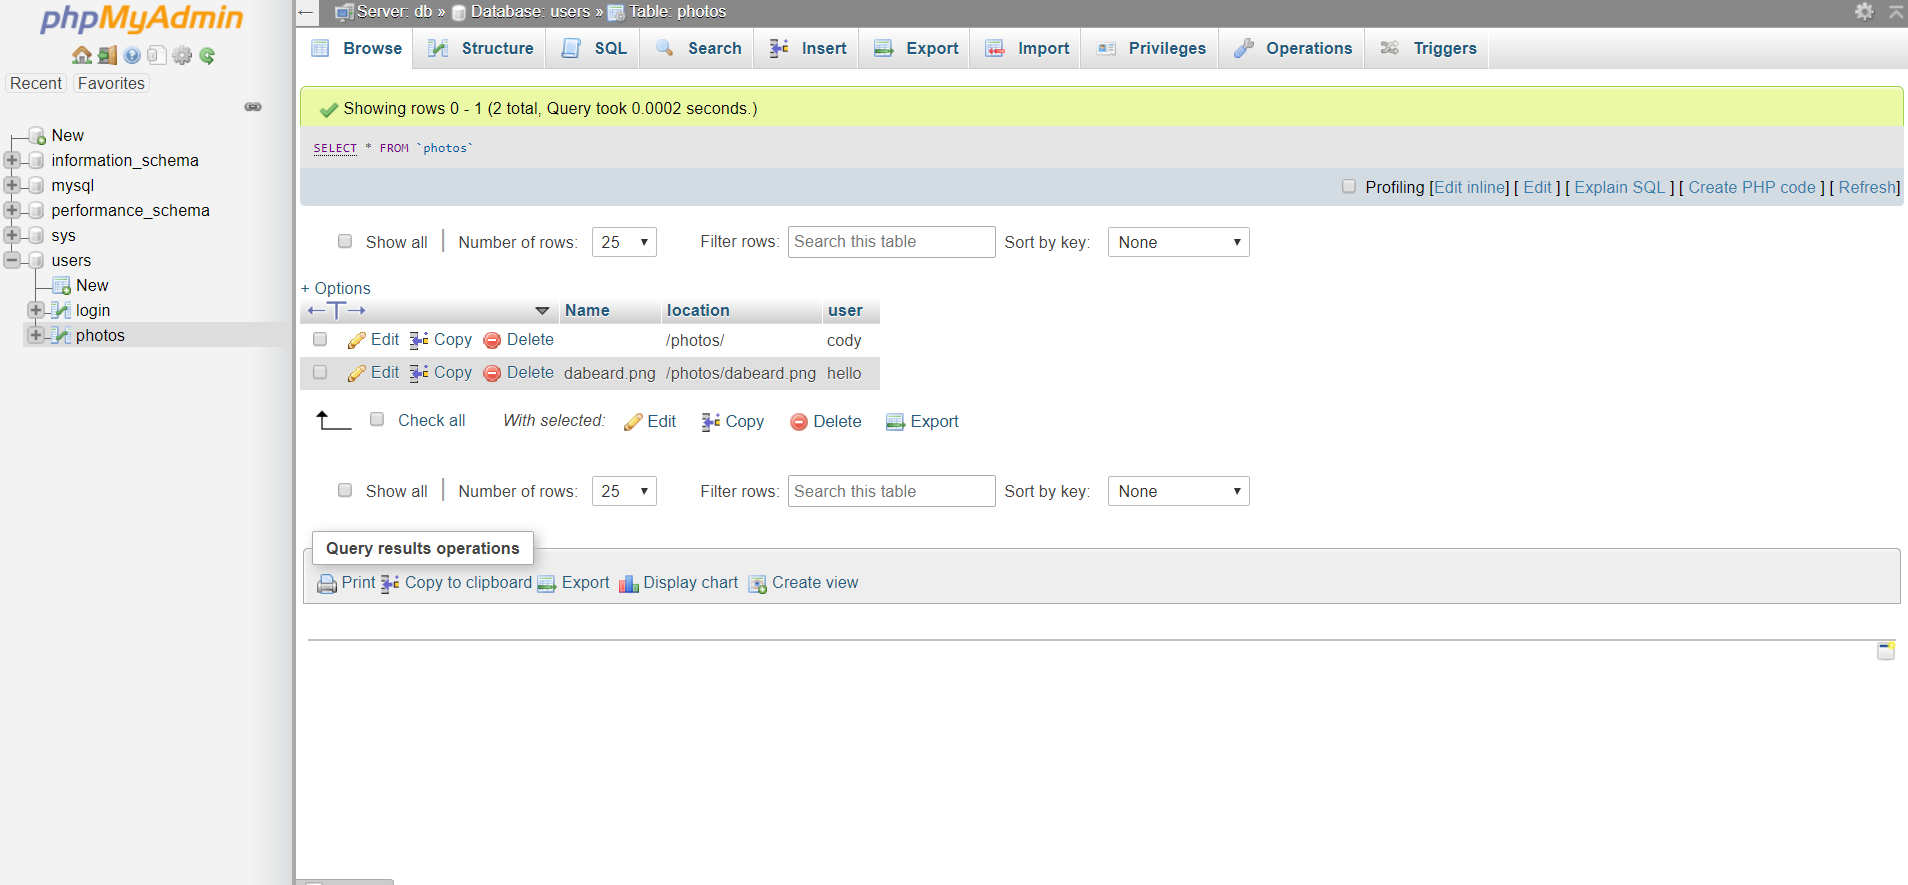 phpMyAdmin
Recent Favorites
New
information_schema
mysql
performance_schema
sys
users
New
login
photos
Server: db » Database: users » Table: photos
Browse Structure SQL Search Insert Export Import Privileges Operations Triggers
Showing rows 0 - 1 (2 total, Query took 0.0002 seconds.)
SELECT * FROM `photos`
Profiling [Edit inline] [ Edit ] [ Explain SQL ] [ Create PHP code ] [ Refresh]
Show all Number of rows: 25 Filter rows: Search this table Sort by key: None
+ Options
Name location user
Edit Copy Delete /photos/ cody
Edit Copy Delete dabeard.png /photos/dabeard.png hello
Check all With selected: Edit Copy Delete Export
Show all Number of rows: 25 Filter rows: Search this table Sort by key: None
Query results operations
Print Copy to clipboard Export Display chart Create view